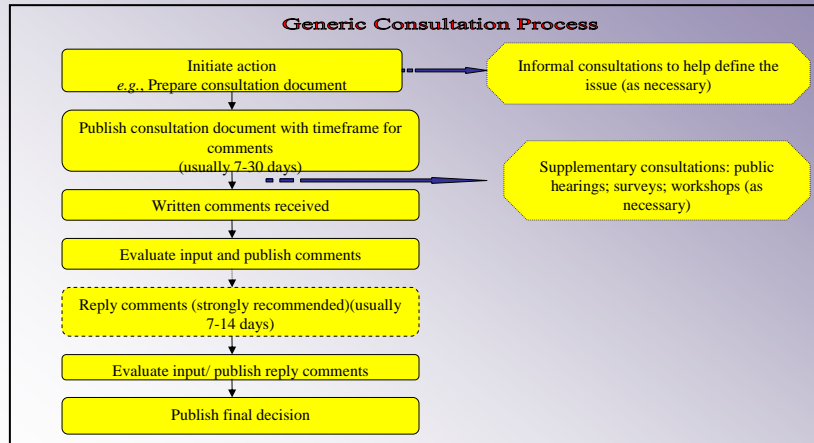 Generic Consultation Process
Initiate action
e.g., Prepare consultation document
Informal consultations to help define the
issue (as necessary)
Publish consultation document with timeframe for
comments
(usually 7-30 days)
Supplementary consultations: public
hearings; surveys; workshops (as
necessary)
Written comments received
Evaluate input and publish comments
Reply comments (strongly recommended)(usually
7-14 days)
Evaluate input/ publish reply comments
Publish final decision